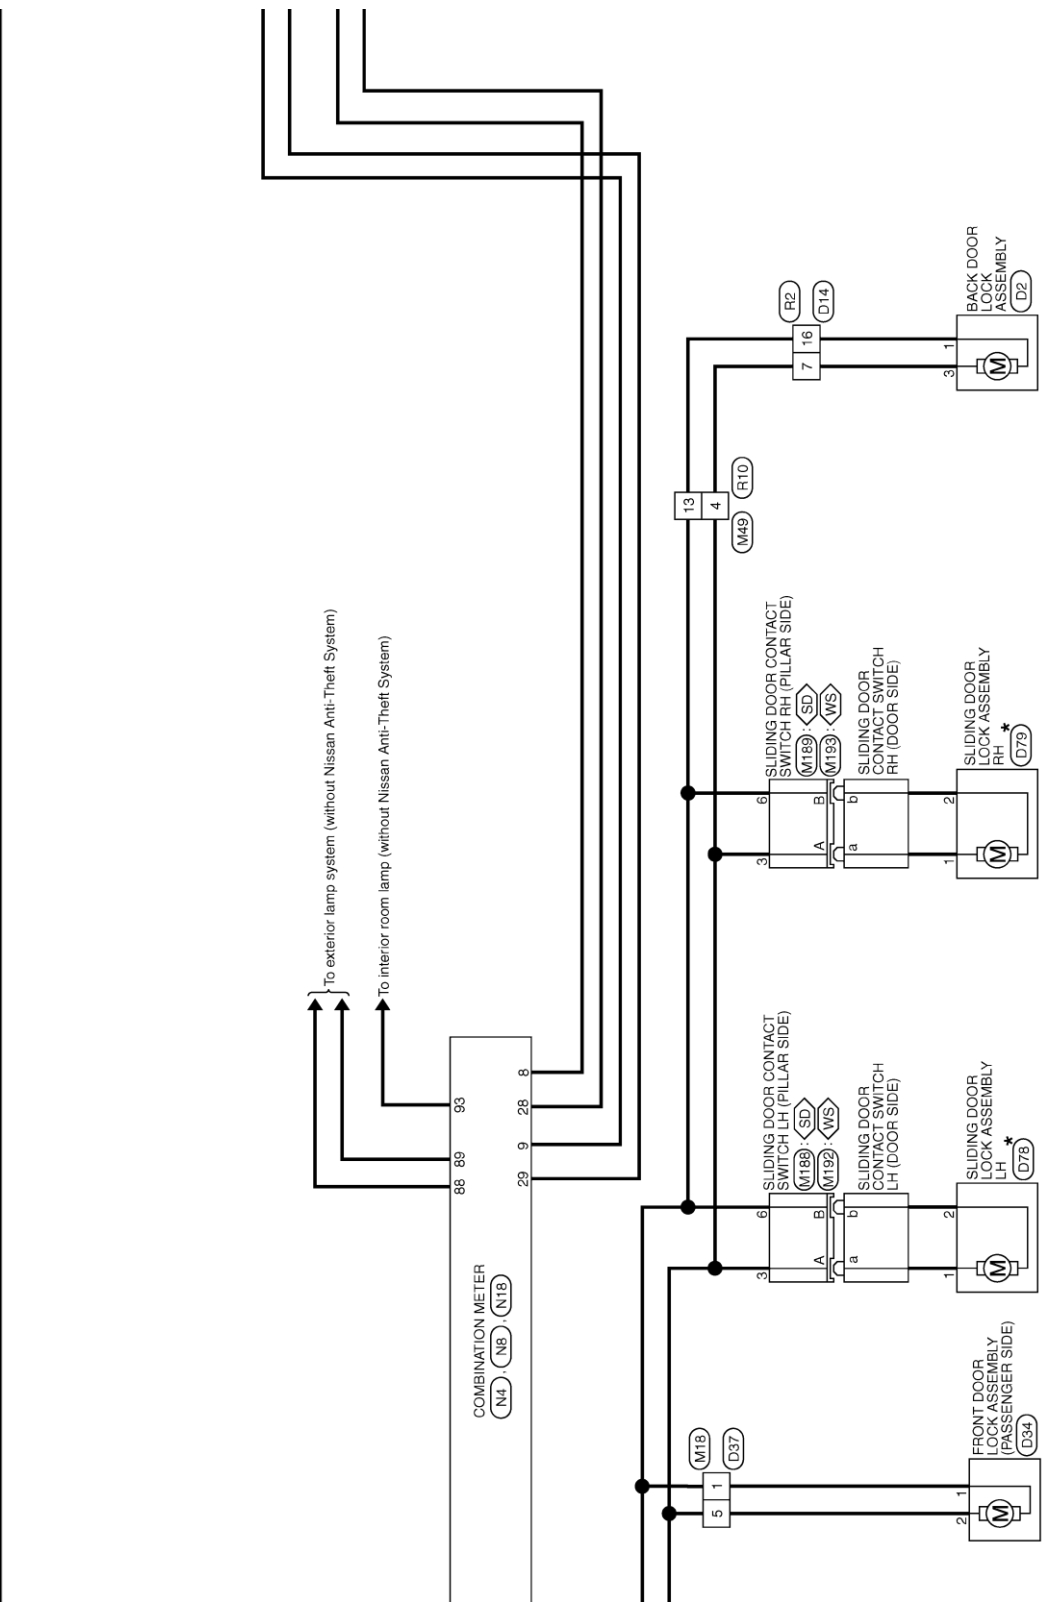 To exterior lamp system (without Nissan Anti-Theft System)
To interior room lamp (without Nissan Anti-Theft System)
COMBINATION METER
N4 , N8 , N18
88
89
93
29
9
28
8
M18
D37
5
1
FRONT DOOR
LOCK ASSEMBLY
(PASSENGER SIDE)
D34
2
1
M
SLIDING DOOR CONTACT
SWITCH LH (PILLAR SIDE)
M188 : SD
M192 : WS
3
6
A
B
SLIDING DOOR
CONTACT SWITCH
LH (DOOR SIDE)
a
b
SLIDING DOOR
LOCK ASSEMBLY
LH *
D78
1
2
M
SLIDING DOOR CONTACT
SWITCH RH (PILLAR SIDE)
M189 : SD
M193 : WS
3
6
A
B
SLIDING DOOR
CONTACT SWITCH
RH (DOOR SIDE)
a
b
SLIDING DOOR
LOCK ASSEMBLY
RH *
D79
1
2
M
13
4
M49
R10
R2
D14
7
16
BACK DOOR
LOCK
ASSEMBLY
D2
3
1
M